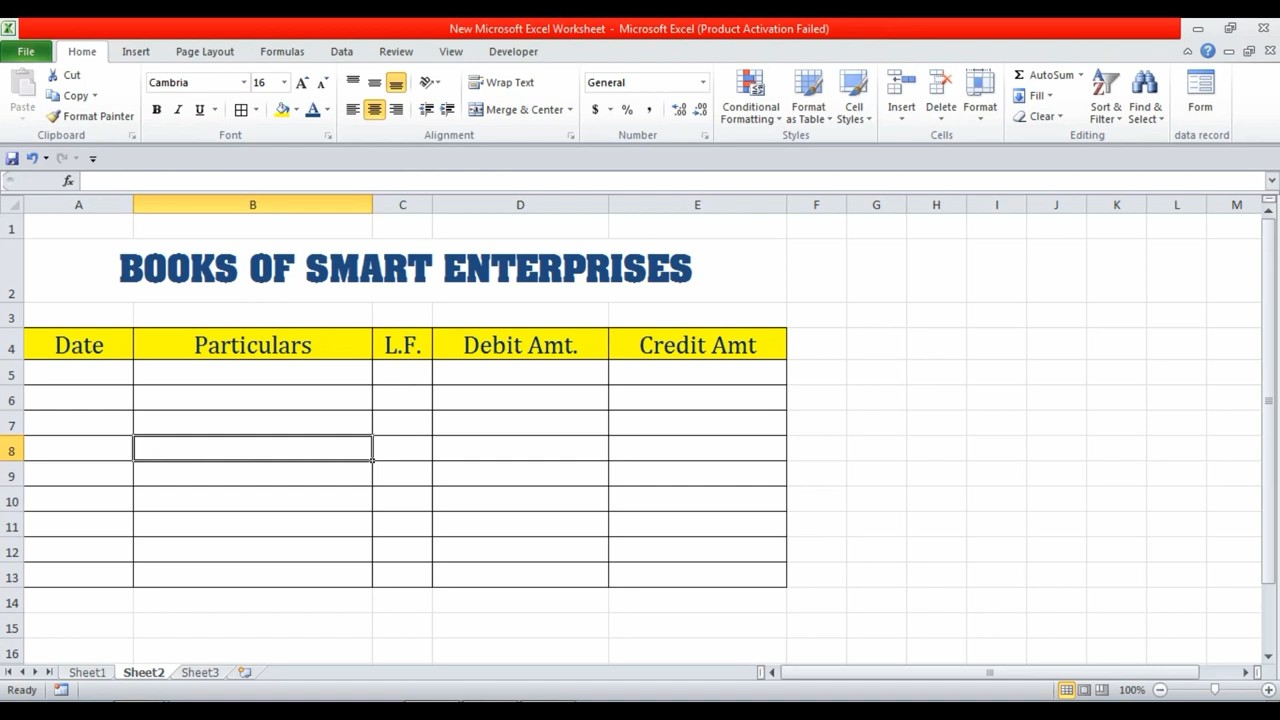 New Microsoft Excel Worksheet - Microsoft Excel (Product Activation Failed)
File Home Insert Page Layout Formulas Data Review View Developer
Paste
Cut
Copy
Format Painter
Clipboard
Cambria 16
B I U A
Font
Wrap Text
Merge & Center
Alignment
General
$ % ,
Number
Conditional Formatting
Format as Table
Cell Styles
Styles
Insert
Delete
Format
Cells
Σ AutoSum
Fill
Clear
Sort & Filter
Find & Select
Editing
Form
data record
fx
A B C D E F G H I J K L M
1
BOOKS OF SMART ENTERPRISES
2
3
4 Date Particulars L.F. Debit Amt. Credit Amt
5
6
7
8
9
10
11
12
13
14
15
16
Sheet1 Sheet2 Sheet3
Ready 100%